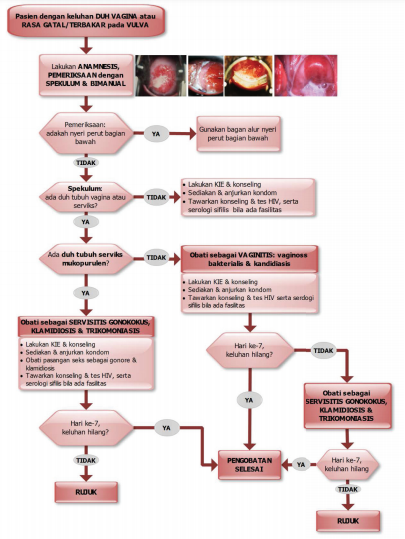 Pasien dengan keluhan DUH VAGINA atau
RASA GATAL/TERBAKAR pada VULVA
Lakukan ANAMNESIS,
PEMERIKSAAN dengan
SPEKULUM & BIMANUAL
Pemeriksaan:
adakah nyeri perut bagian
bawah
YA
Gunakan bagan alur nyeri
perut bagian bawah
TIDAK
Spekulum:
ada duh tubuh vagina atau
serviks?
TIDAK
• Lakukan KIE & konseling
• Sediakan & anjurkan kondom
• Tawarkan konseling & tes HIV, serta
serologi sifilis bila ada fasilitas
YA
Ada duh tubuh serviks
mukopurulen?
TIDAK
Obati sebagai VAGINITIS: vaginoss
bakterialis & kandidiasis
• Lakukan KIE & konseling
• Sediakan & anjurkan kondom
• Tawarkan konseling & tes HIV serta serologi
sifilis bila ada fasilitas
YA
Obati sebagai SERVISITIS GONOKOKUS,
KLAMIDIOSIS & TRIKOMONIASIS
• Lakukan KIE & konseling
• Sediakan & anjurkan kondom
• Obati pasangan seks sebagai gonore &
klamidiosis
• Tawarkan konseling & tes HIV, serta
serologi sifilis bila ada fasilitas
Hari ke-7,
keluhan hilang?
TIDAK
YA
Obati sebagai
SERVISITIS GONOKOKUS,
KLAMIDIOSIS &
TRIKOMONIASIS
Hari ke-7,
keluhan hilang?
YA
TIDAK
RUJUK
PENGOBATAN
SELESAI
YA
Hari ke-7,
keluhan hilang
TIDAK
RUJUK